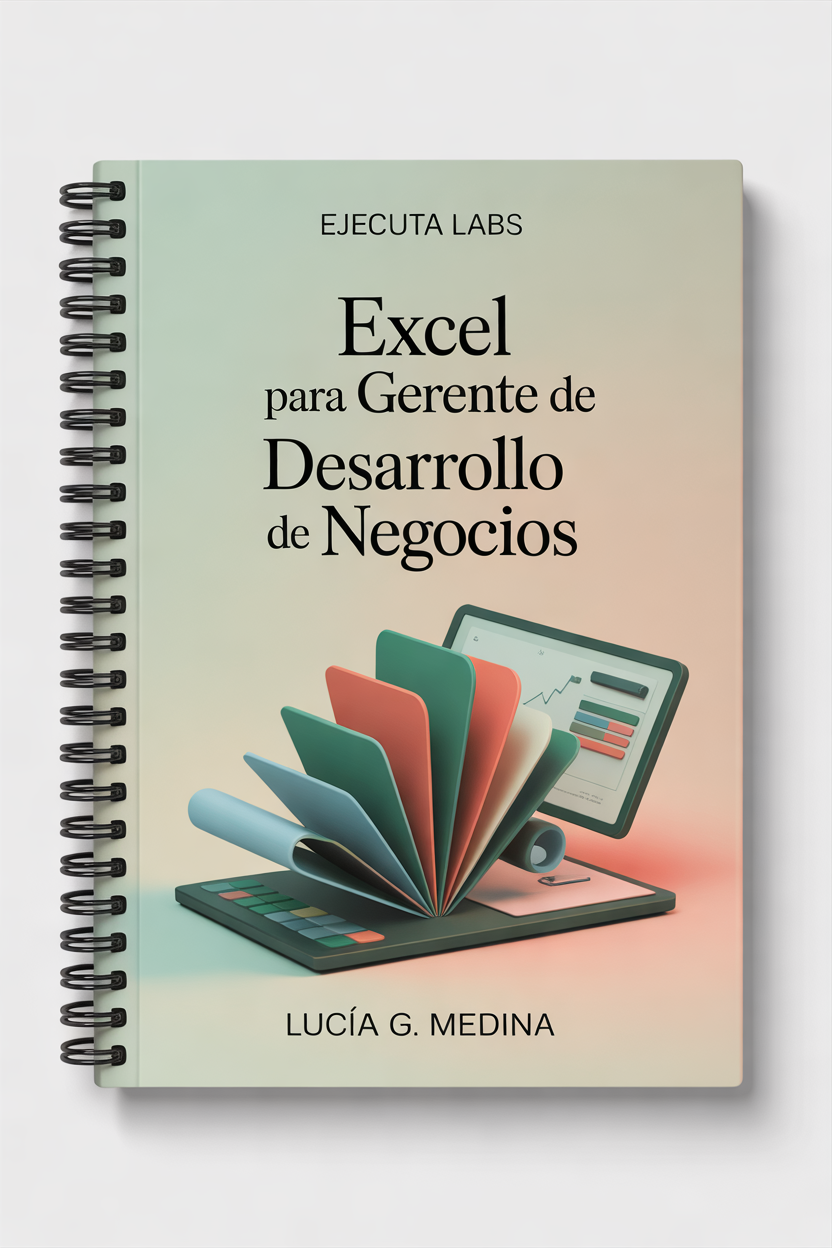 EJECUTA LABS
Excel
para Gerente de
Desarrollo
de Negocios
LUCÍA G. MEDINA